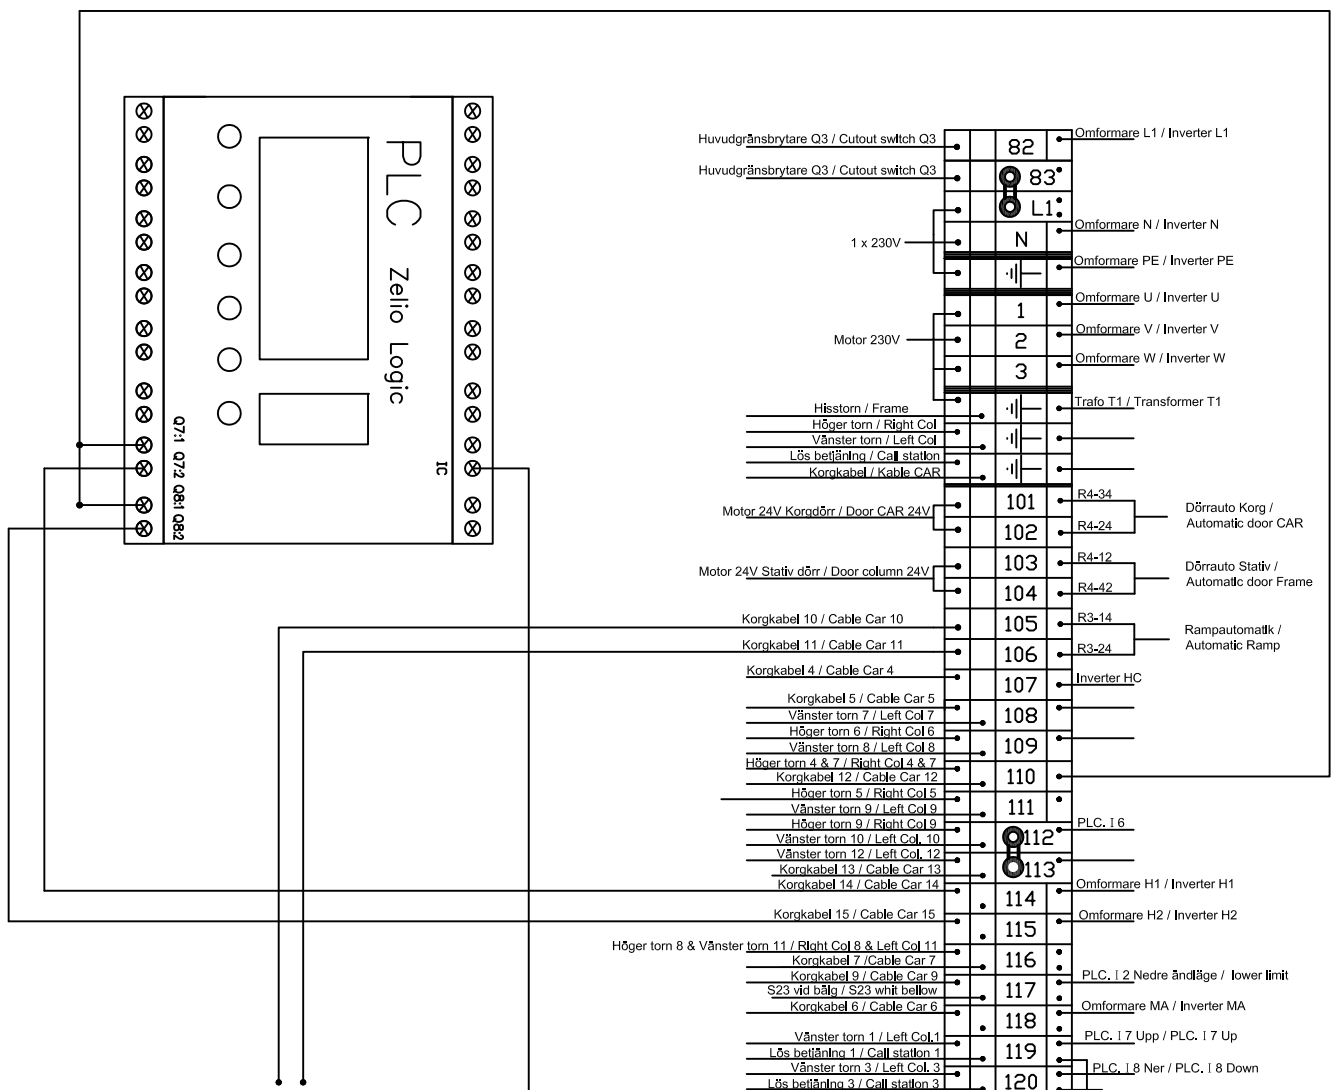 PLC Zelio Logic
Q7:1 Q7:2 Q8:1 Q8:2
IC
Huvudgränsbrytare Q3 / Cutout switch Q3
82
Omformare L1 / Inverter L1
Huvudgränsbrytare Q3 / Cutout switch Q3
83
L1
1 x 230V
N
Omformare N / Inverter N
Omformare PE / Inverter PE
1
Omformare U / Inverter U
Motor 230V
2
Omformare V / Inverter V
3
Omformare W / Inverter W
Trafo T1 / Transformer T1
Hisstorn / Frame
Höger torn / Right Col
Vänster torn / Left Col
Lös betjäning / Call station
Korgkabel / Kable CAR
Motor 24V Korgdörr / Door CAR 24V
101
R4-34
102
R4-24
Dörrauto Korg /
Automatic door CAR
Motor 24V Stativ dörr / Door column 24V
103
R4-12
104
R4-42
Dörrauto Stativ /
Automatic door Frame
Korgkabel 10 / Cable Car 10
105
R3-14
Korgkabel 11 / Cable Car 11
106
R3-24
Rampautomatik /
Automatic Ramp
Korgkabel 4 / Cable Car 4
107
Inverter HC
Korgkabel 5 / Cable Car 5
Vänster torn 7 / Left Col 7
108
Höger torn 6 / Right Col 6
Vänster torn 8 / Left Col 8
109
Höger torn 4 & 7 / Right Col 4 & 7
Korgkabel 12 / Cable Car 12
110
Höger torn 5 / Right Col 5
Vänster torn 9 / Left Col 9
111
Höger torn 9 / Right Col 9
Vänster torn 10 / Left Col. 10
112
PLC. I 6
Vänster torn 12 / Left Col. 12
Korgkabel 13 / Cable Car 13
113
Korgkabel 14 / Cable Car 14
114
Omformare H1 / Inverter H1
Korgkabel 15 / Cable Car 15
115
Omformare H2 / Inverter H2
Höger torn 8 & Vänster torn 11 / Right Col 8 & Left Col 11
Korgkabel 7 /Cable Car 7
116
Korgkabel 9 / Cable Car 9
S23 vid bälg / S23 whit bellow
117
PLC. I 2 Nedre ändläge / lower limit
Korgkabel 6 / Cable Car 6
118
Omformare MA / Inverter MA
Vänster torn 1 / Left Col.1
Lös betjäning 1 / Call station 1
119
PLC. I 7 Upp / PLC. I 7 Up
Vänster torn 3 / Left Col. 3
Lös betjäning 3 / Call station 3
120
PLC. I 8 Ner / PLC. I 8 Down